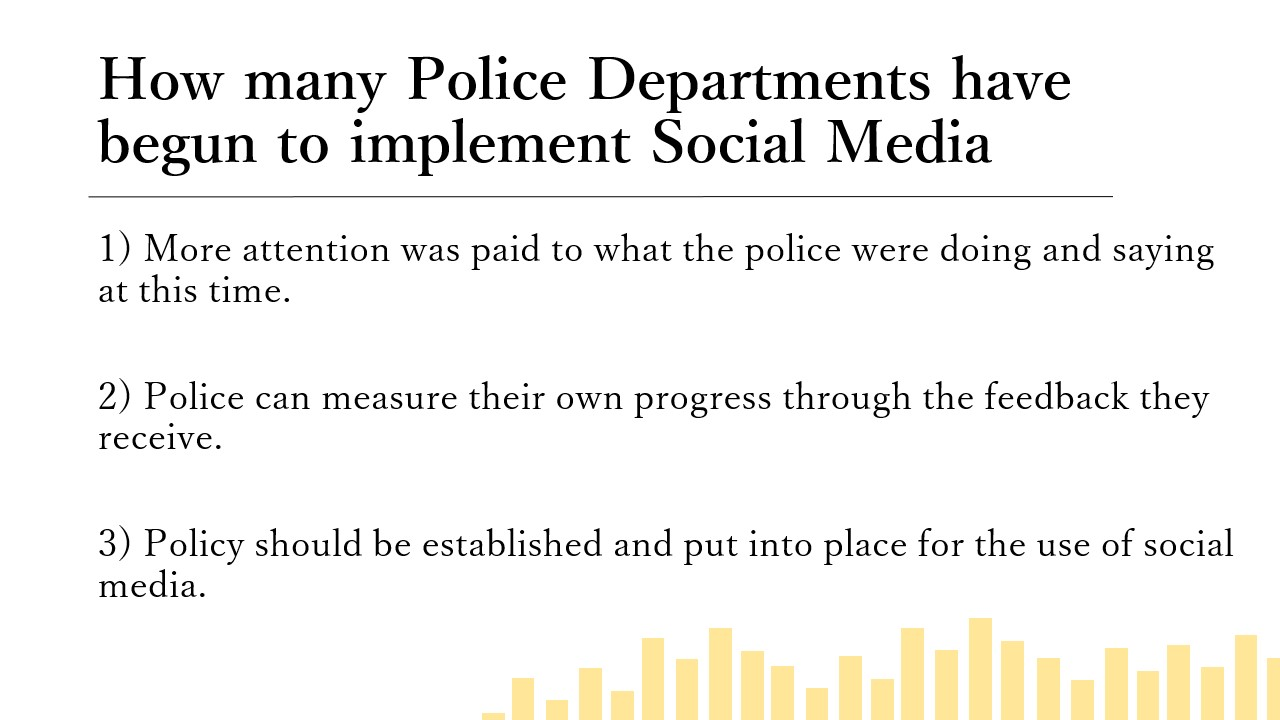 How many Police Departments have
begun to implement Social Media
1) More attention was paid to what the police were doing and saying
at this time.
2) Police can measure their own progress through the feedback they
receive.
3) Policy should be established and put into place for the use of social
media.